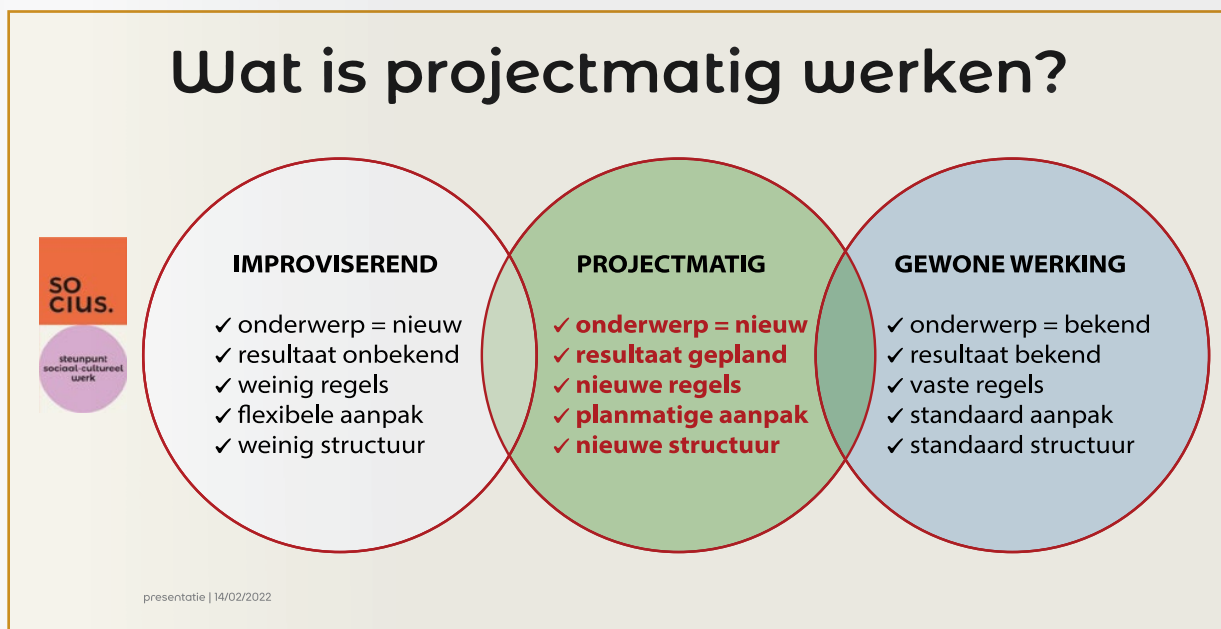 Wat is projectmatig werken?
so
cius.
steunpunt
sociaal-cultureel
werk
IMPROVISEREND
✓ onderwerp = nieuw
✓ resultaat onbekend
✓ weinig regels
✓ flexibele aanpak
✓ weinig structuur
PROJECTMATIG
✓ onderwerp = nieuw
✓ resultaat gepland
✓ nieuwe regels
✓ planmatige aanpak
✓ nieuwe structuur
GEWONE WERKING
✓ onderwerp = bekend
✓ resultaat bekend
✓ vaste regels
✓ standaard aanpak
✓ standaard structuur
presentatie | 14/02/2022